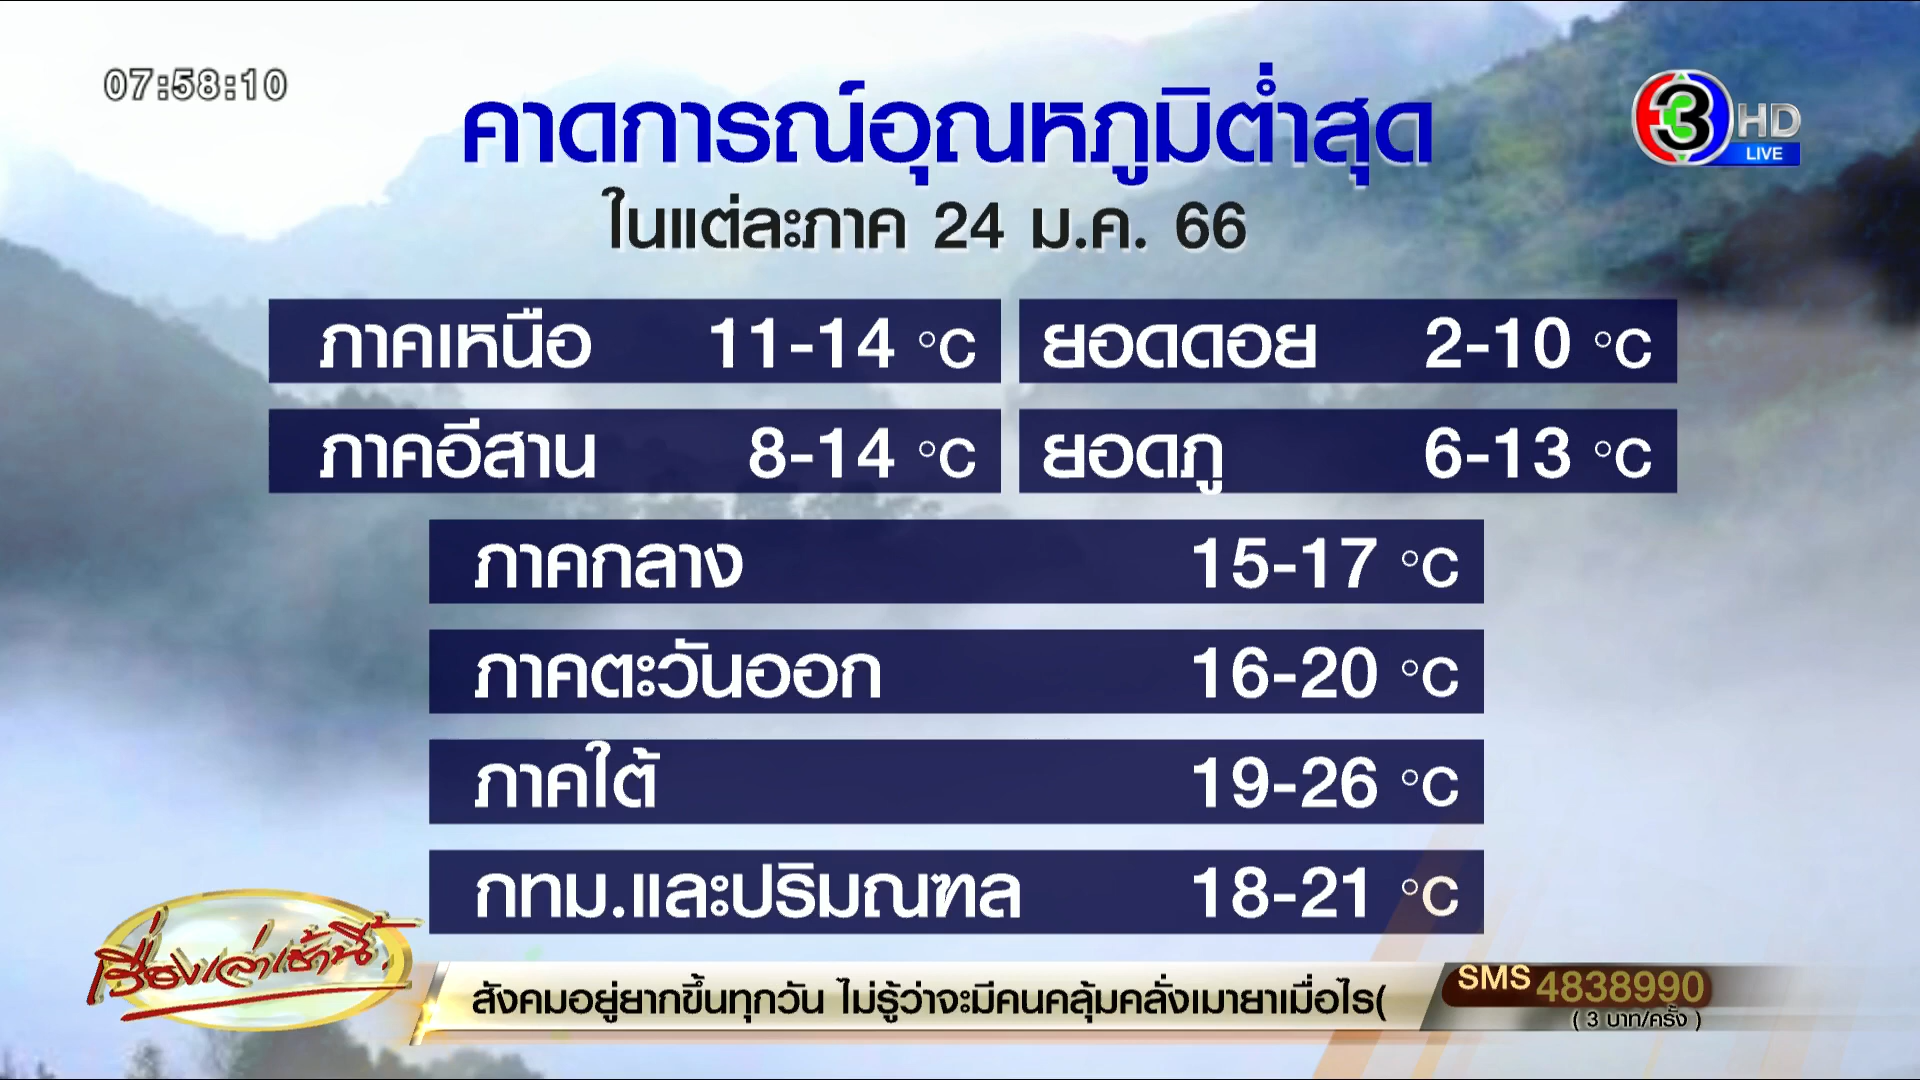 07:58:10
คาดการณ์อุณหภูมิต่ำสุด
3 HD
LIVE
ในแต่ละภาค 24 ม.ค. 66
ภาคเหนือ 11-14 °C ยอดดอย 2-10 °C
ภาคอีสาน 8-14 °C ยอดภู 6-13 °C
ภาคกลาง 15-17 °C
ภาคตะวันออก 16-20 °C
ภาคใต้ 19-26 °C
กทม.และปริมณฑล 18-21 °C
เรื่องเล่าเช้านี้
สังคมอยู่ยากขึ้นทุกวัน ไม่รู้ว่าจะมีคนคลุ้มคลั่งเมายาเมื่อไร(
SMS 4838990
( 3 บาท/ครั้ง )